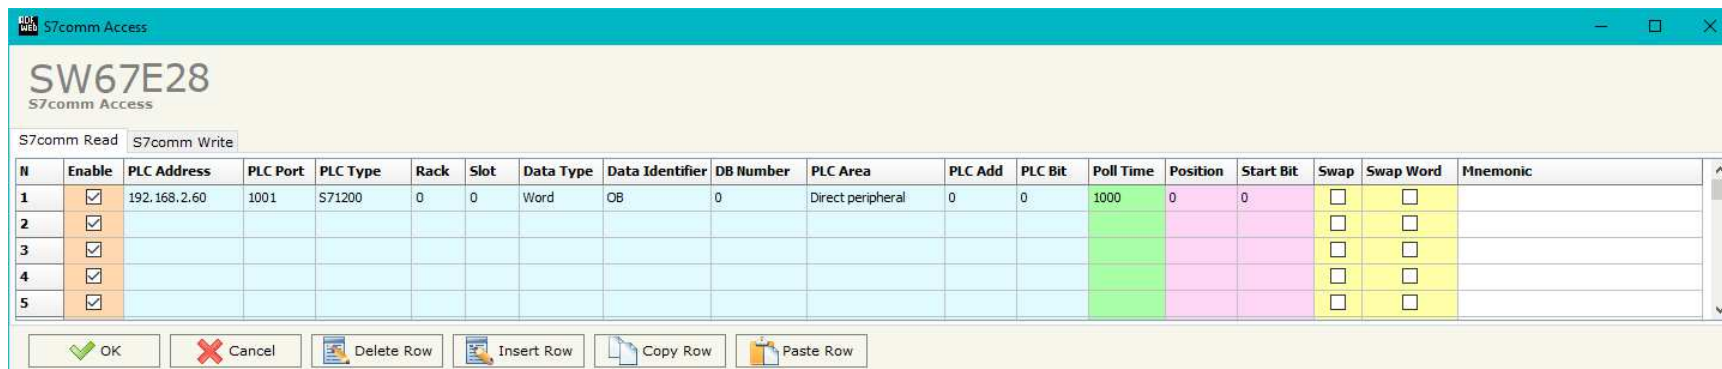 ADF WEB S7comm Access
SW67E28
S7comm Access
S7comm Read S7comm Write
N Enable PLC Address PLC Port PLC Type Rack Slot Data Type Data Identifier DB Number PLC Area PLC Add PLC Bit Poll Time Position Start Bit Swap Swap Word Mnemonic
1 192.168.2.60 1001 S71200 0 0 Word OB 0 Direct peripheral 0 0 1000 0 0
2
3
4
5
OK Cancel Delete Row Insert Row Copy Row Paste Row